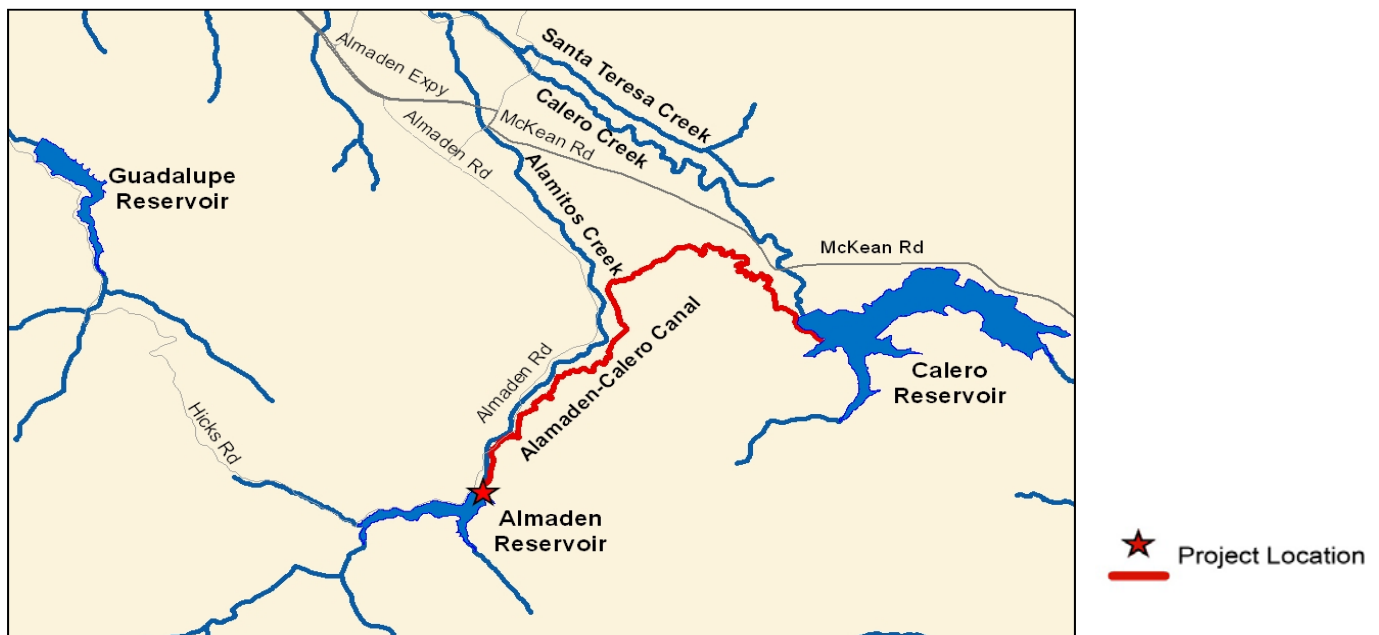 Santa Teresa Creek
Almaden Expy
Calero Creek
McKean Rd
Almaden Rd
Alamitos Creek
Guadalupe
Reservoir
McKean Rd
Alamaden-Calero Canal
Almaden Rd
Calero
Reservoir
Hicks Rd
Almaden
Reservoir
Project Location